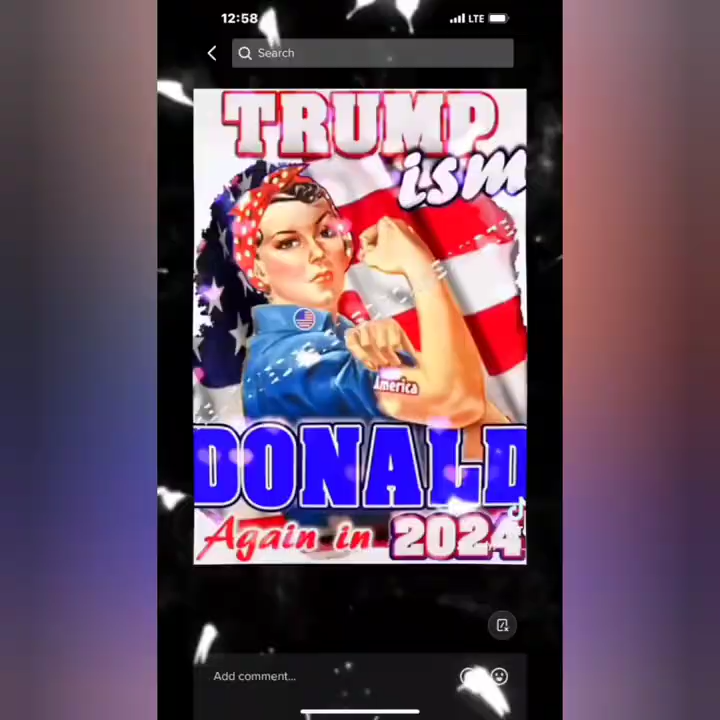 12:58
LTE
Search
TRUMP
ism
America
DONALD
Again in 2024
Add comment...